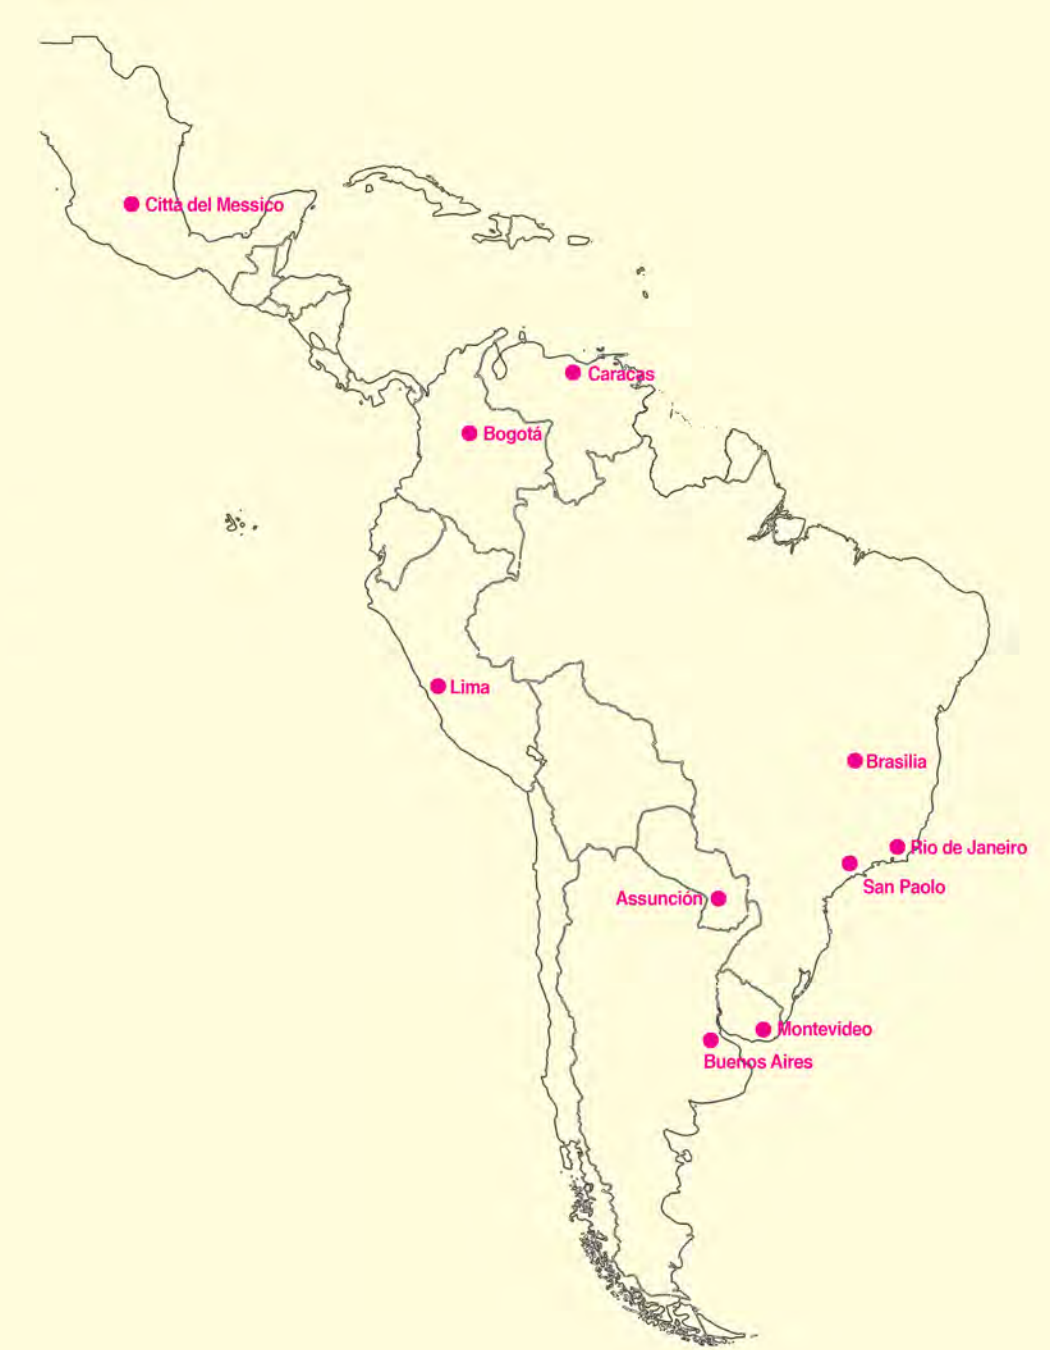 Città del Messico
Caracas
Bogotá
Lima
Brasilia
Rio de Janeiro
San Paolo
Assunción
Montevideo
Buenos Aires